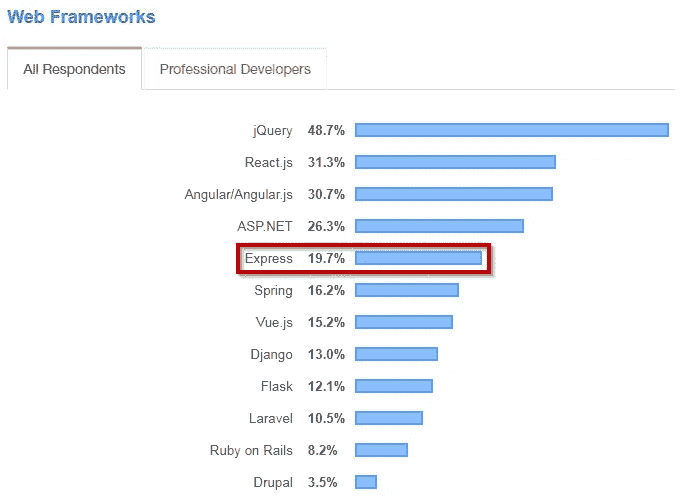 Web Frameworks
All Respondents Professional Developers
jQuery 48.7%
React.js 31.3%
Angular/Angular.js 30.7%
ASP.NET 26.3%
Express 19.7%
Spring 16.2%
Vue.js 15.2%
Django 13.0%
Flask 12.1%
Laravel 10.5%
Ruby on Rails 8.2%
Drupal 3.5%